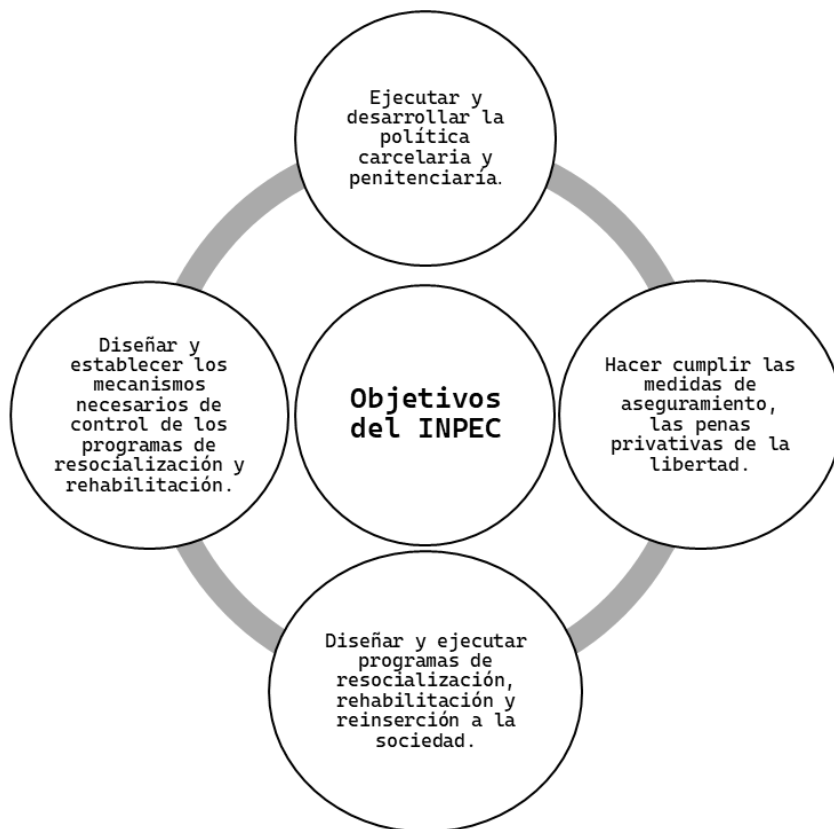 Ejecutar y
desarrollar la
política
carcelaria y
penitenciaría.
Diseñar y
establecer los
mecanismos
necesarios de
control de los
programas de
resocialización y
rehabilitación.
Objetivos
del INPEC
Hacer cumplir las
medidas de
aseguramiento,
las penas
privativas de la
libertad.
Diseñar y ejecutar
programas de
resocialización,
rehabilitación y
reinserción a la
sociedad.